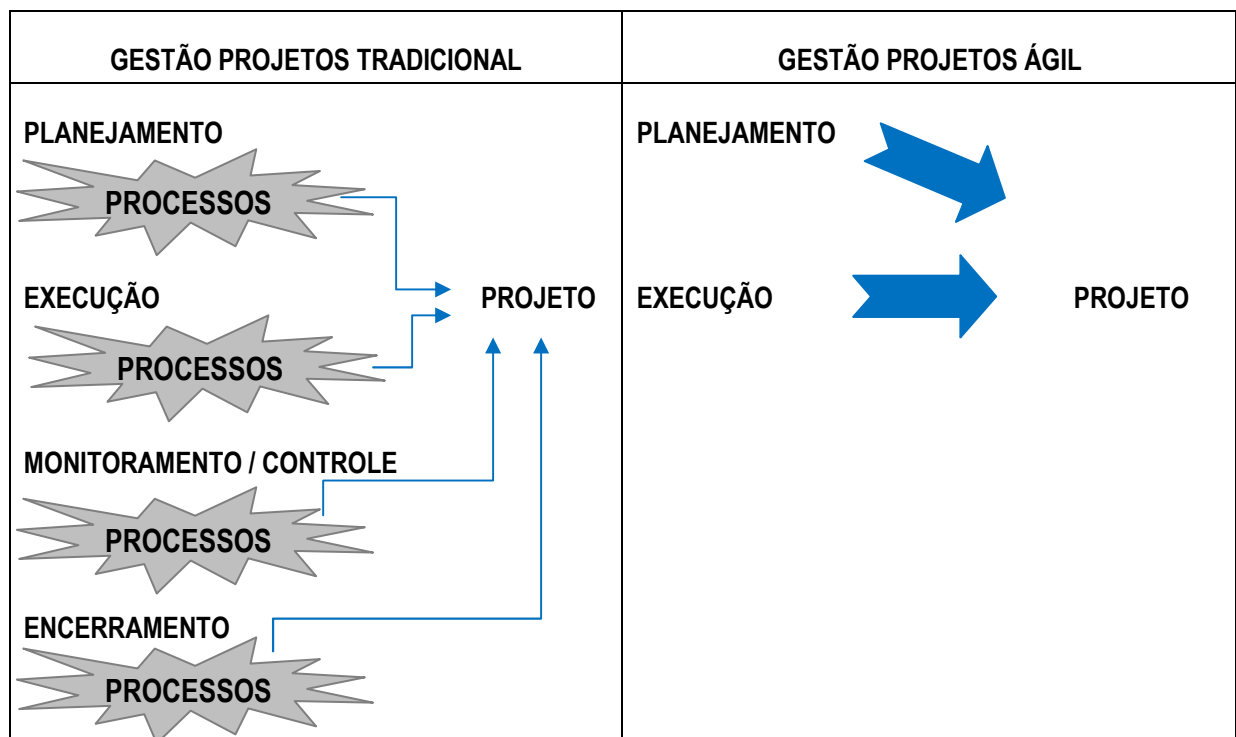 GESTÃO PROJETOS TRADICIONAL
GESTÃO PROJETOS ÁGIL
PLANEJAMENTO
PROCESSOS
EXECUÇÃO
PROJETO
PROCESSOS
MONITORAMENTO / CONTROLE
PROCESSOS
ENCERRAMENTO
PROCESSOS
PLANEJAMENTO
EXECUÇÃO
PROJETO